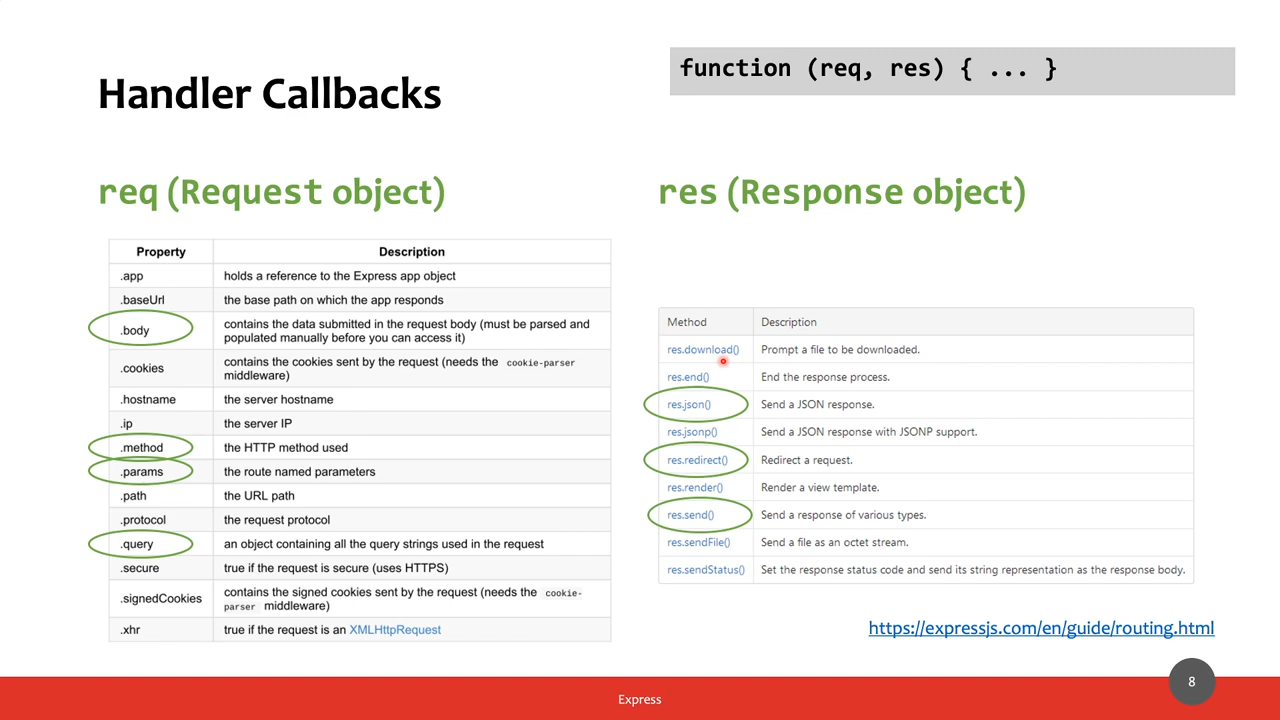 Handler Callbacks
function (req, res) { ... }
req (Request object)
Property Description
.app holds a reference to the Express app object
.baseUrl the base path on which the app responds
.body contains the data submitted in the request body (must be parsed and
populated manually before you can access it)
.cookies contains the cookies sent by the request (needs the cookie-parser
middleware)
.hostname the server hostname
.ip the server IP
.method the HTTP method used
.params the route named parameters
.path the URL path
.protocol the request protocol
.query an object containing all the query strings used in the request
.secure true if the request is secure (uses HTTPS)
.signedCookies contains the signed cookies sent by the request (needs the cookie-
parser middleware)
.xhr true if the request is an XMLHttpRequest
res (Response object)
Method Description
res.download() Prompt a file to be downloaded.
res.end() End the response process.
res.json() Send a JSON response.
res.jsonp() Send a JSON response with JSONP support.
res.redirect() Redirect a request.
res.render() Render a view template.
res.send() Send a response of various types.
res.sendFile() Send a file as an octet stream.
res.sendStatus() Set the response status code and send its string representation as the response body.
https://expressjs.com/en/guide/routing.html
Express
8